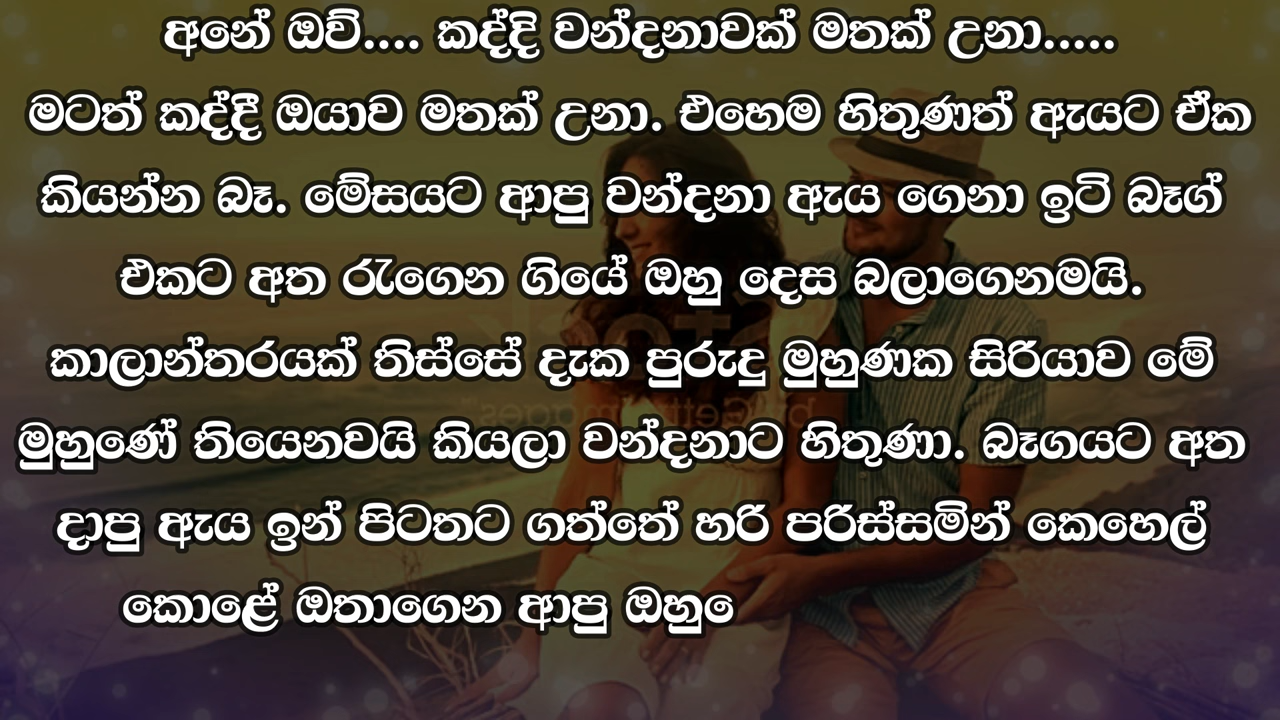 අනේ ඔව්.... කද්දි වන්දනාවක් මතක් උනා.....
මටත් කද්දී ඔයාව මතක් උනා. එහෙම හිතුණත් ඇයට ඒක
කියන්න බෑ. මේසයට ආපු වන්දනා ඇය ගෙනා ඉටි බෑග්
එකට අත රැගෙන ගියේ ඔහු දෙස බලාගෙනමයි.
කාලාන්තරයක් තිස්සේ දැක පුරුදු මුහුණක සිරියාව මේ
මුහුණේ තියෙනවයි කියලා වන්දනාට හිතුණා. බෑගයට අත
දාපු ඇය ඉන් පිටතට ගත්තේ හරි පරිස්සමින් කෙහෙල්
කොළේ ඔතාගෙන ආපු ඔහුෙ